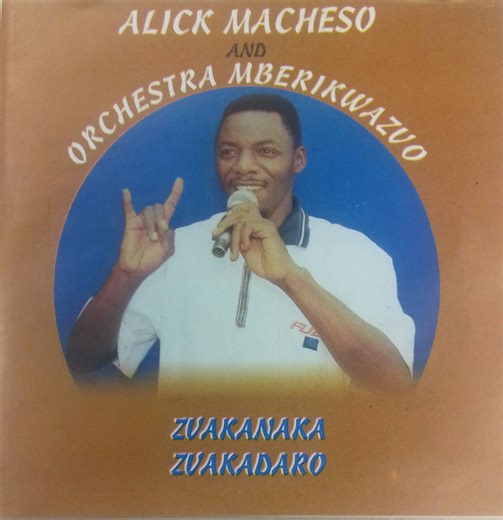 ALICK MACHESO
AND
ORCHESTRA MBERIKWAZVO
ZVAKANAKA
ZVAKADARO